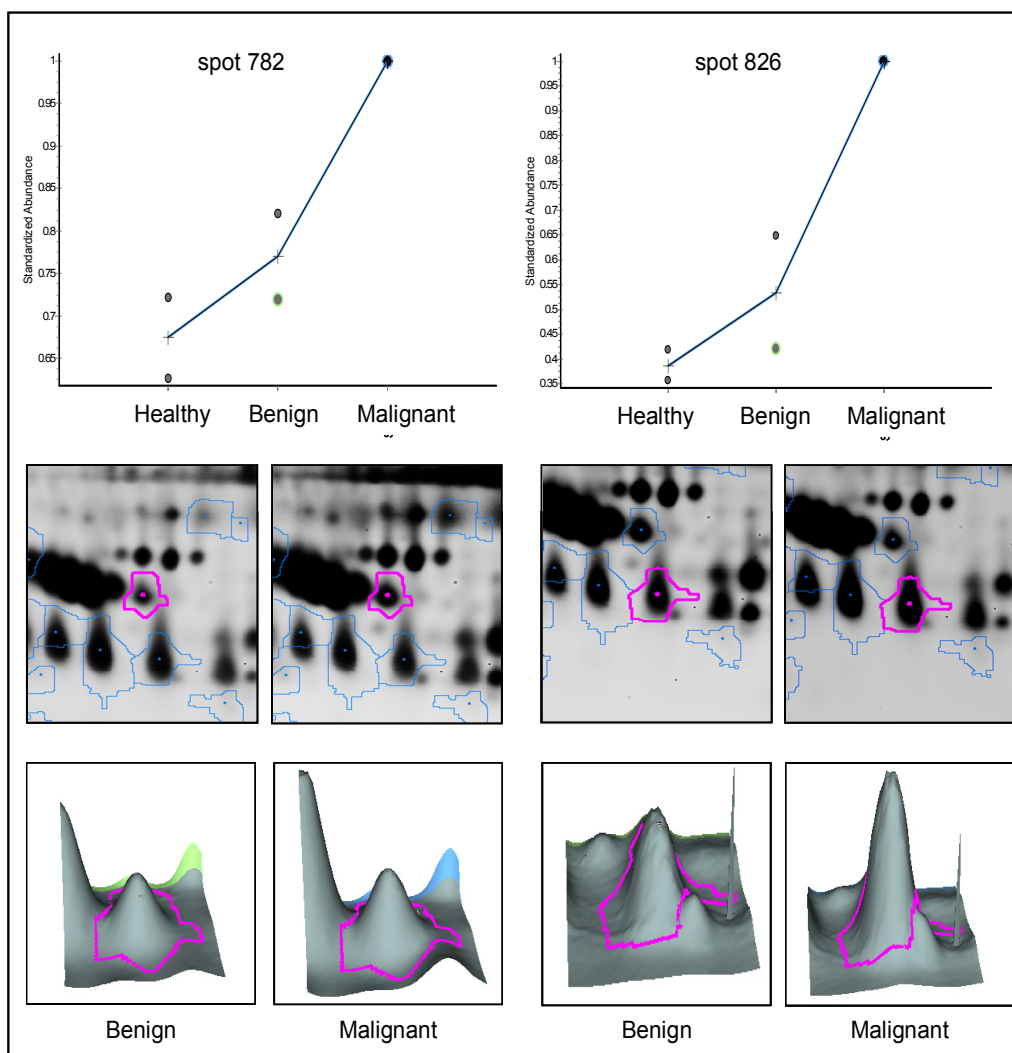 spot 782
spot 826
Standardized Abundance
1
0.95
0.9
0.85
0.8
0.75
0.7
0.65
Healthy
Benign
Malignant
Standardized Abundance
1
0.95
0.9
0.85
0.8
0.75
0.7
0.65
0.6
0.55
0.5
0.45
0.4
0.35
Healthy
Benign
Malignant
Benign
Malignant
Benign
Malignant